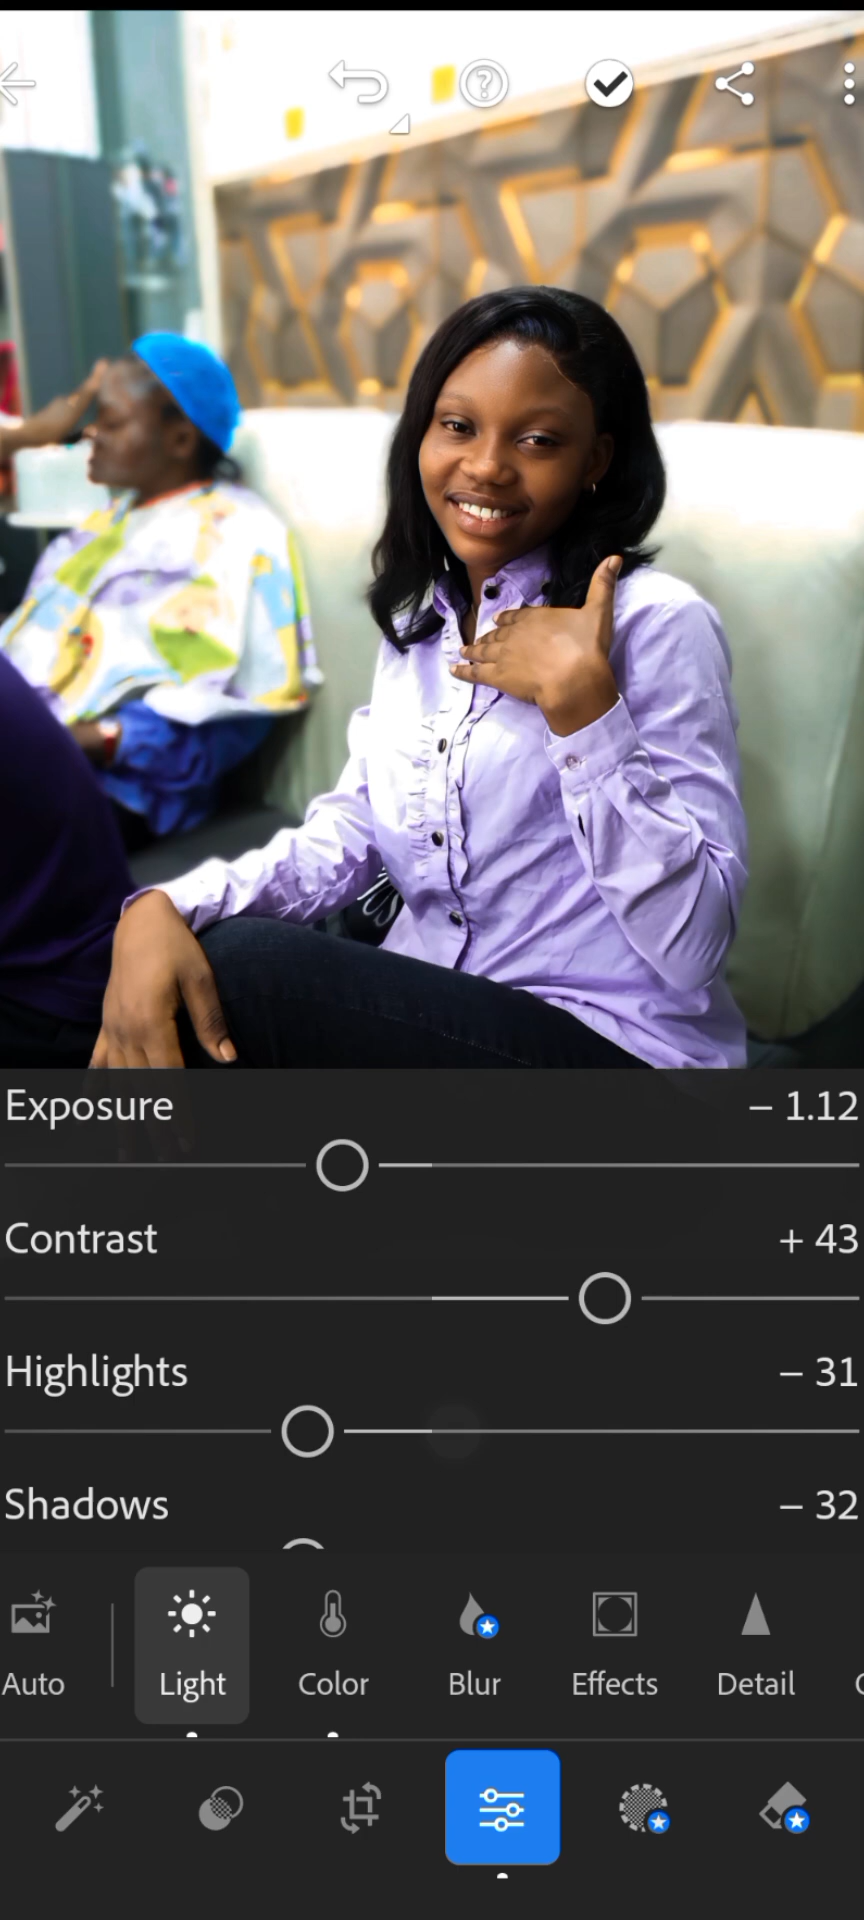 Exposure
– 1.12
Contrast
+ 43
Highlights
– 31
Shadows
– 32
Auto
Light
Color
Blur
Effects
Detail